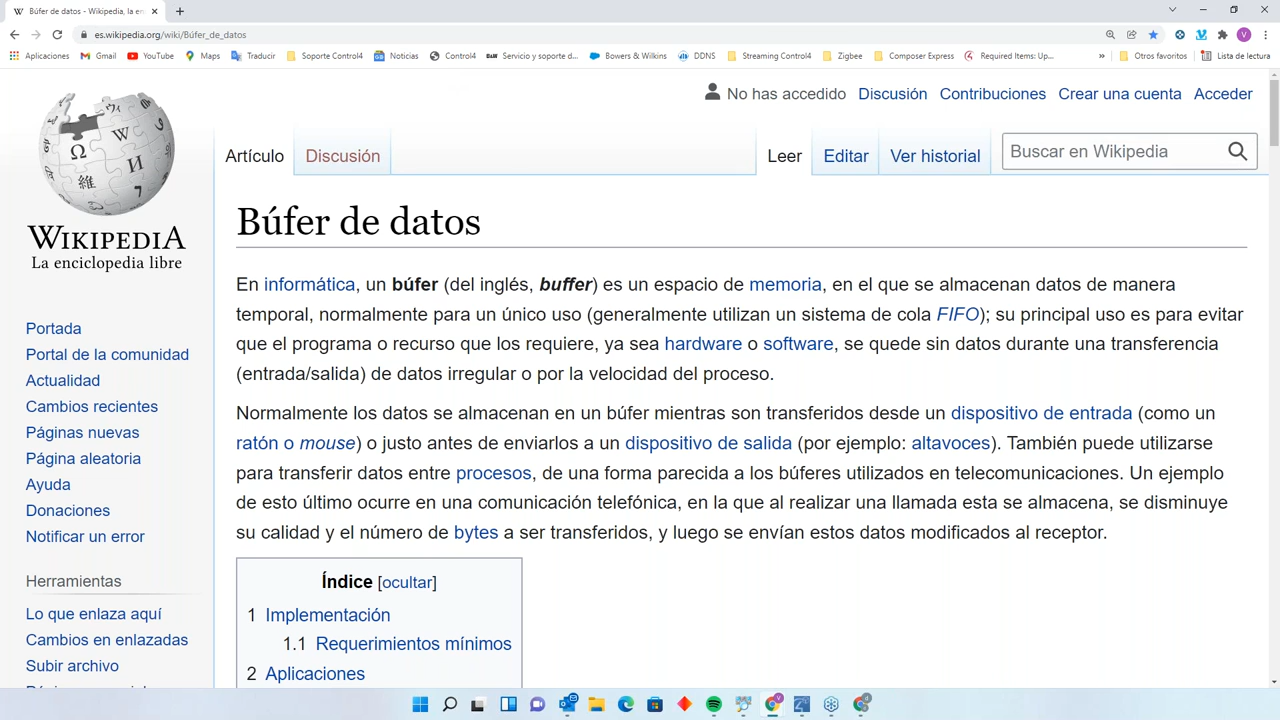 Búfer de datos - Wikipedia, la en
es.wikipedia.org/wiki/Búfer_de_datos
Aplicaciones Gmail YouTube Maps Traducir Soporte Control4 Noticias Control4 Servicio y soporte d... Bowers & Wilkins DDNS Streaming Control4 Zigbee Composer Express Required Items: Up... » Otros favoritos Lista de lectura
No has accedido Discusión Contribuciones Crear una cuenta Acceder
Artículo Discusión Leer Editar Ver historial Buscar en Wikipedia
WIKIPEDIA
La enciclopedia libre
Portada
Portal de la comunidad
Actualidad
Cambios recientes
Páginas nuevas
Página aleatoria
Ayuda
Donaciones
Notificar un error
Herramientas
Lo que enlaza aquí
Cambios en enlazadas
Subir archivo
Búfer de datos
En informática, un búfer (del inglés, buffer) es un espacio de memoria, en el que se almacenan datos de manera
temporal, normalmente para un único uso (generalmente utilizan un sistema de cola FIFO); su principal uso es para evitar
que el programa o recurso que los requiere, ya sea hardware o software, se quede sin datos durante una transferencia
(entrada/salida) de datos irregular o por la velocidad del proceso.
Normalmente los datos se almacenan en un búfer mientras son transferidos desde un dispositivo de entrada (como un
ratón o mouse) o justo antes de enviarlos a un dispositivo de salida (por ejemplo: altavoces). También puede utilizarse
para transferir datos entre procesos, de una forma parecida a los búferes utilizados en telecomunicaciones. Un ejemplo
de esto último ocurre en una comunicación telefónica, en la que al realizar una llamada esta se almacena, se disminuye
su calidad y el número de bytes a ser transferidos, y luego se envían estos datos modificados al receptor.
Índice [ocultar]
1 Implementación
1.1 Requerimientos mínimos
2 Aplicaciones